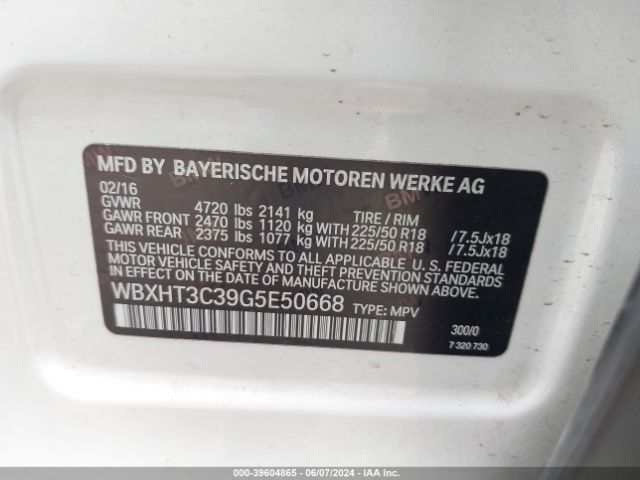 MFD BY BAYERISCHE MOTOREN WERKE AG
02/16
GVWR 4720 lbs 2141 kg TIRE / RIM
GAWR FRONT 2470 lbs 1120 kg WITH 225/50 R18 /7.5Jx18
GAWR REAR 2375 lbs 1077 kg WITH 225/50 R18 /7.5Jx18
THIS VEHICLE CONFORMS TO ALL APPLICABLE U. S. FEDERAL
MOTOR VEHICLE SAFETY, BUMPER AND THEFT PREVENTION
STANDARDS IN EFFECT ON THE DATE OF MANUFACTURE SHOWN ABOVE.
WBXHT3C39G5E50668 TYPE: MPV
300/0
7 320 730
000-39604865 - 06/07/2024 - IAAI.COM